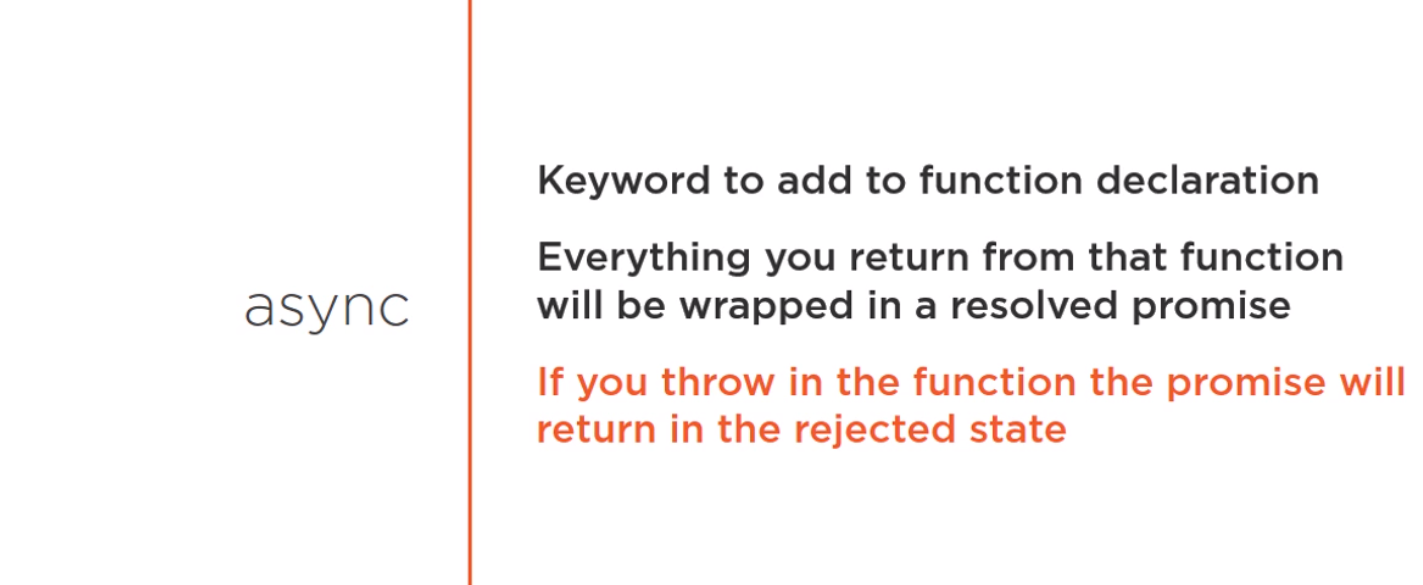 async
Keyword to add to function declaration
Everything you return from that function
will be wrapped in a resolved promise
If you throw in the function the promise will
return in the rejected state